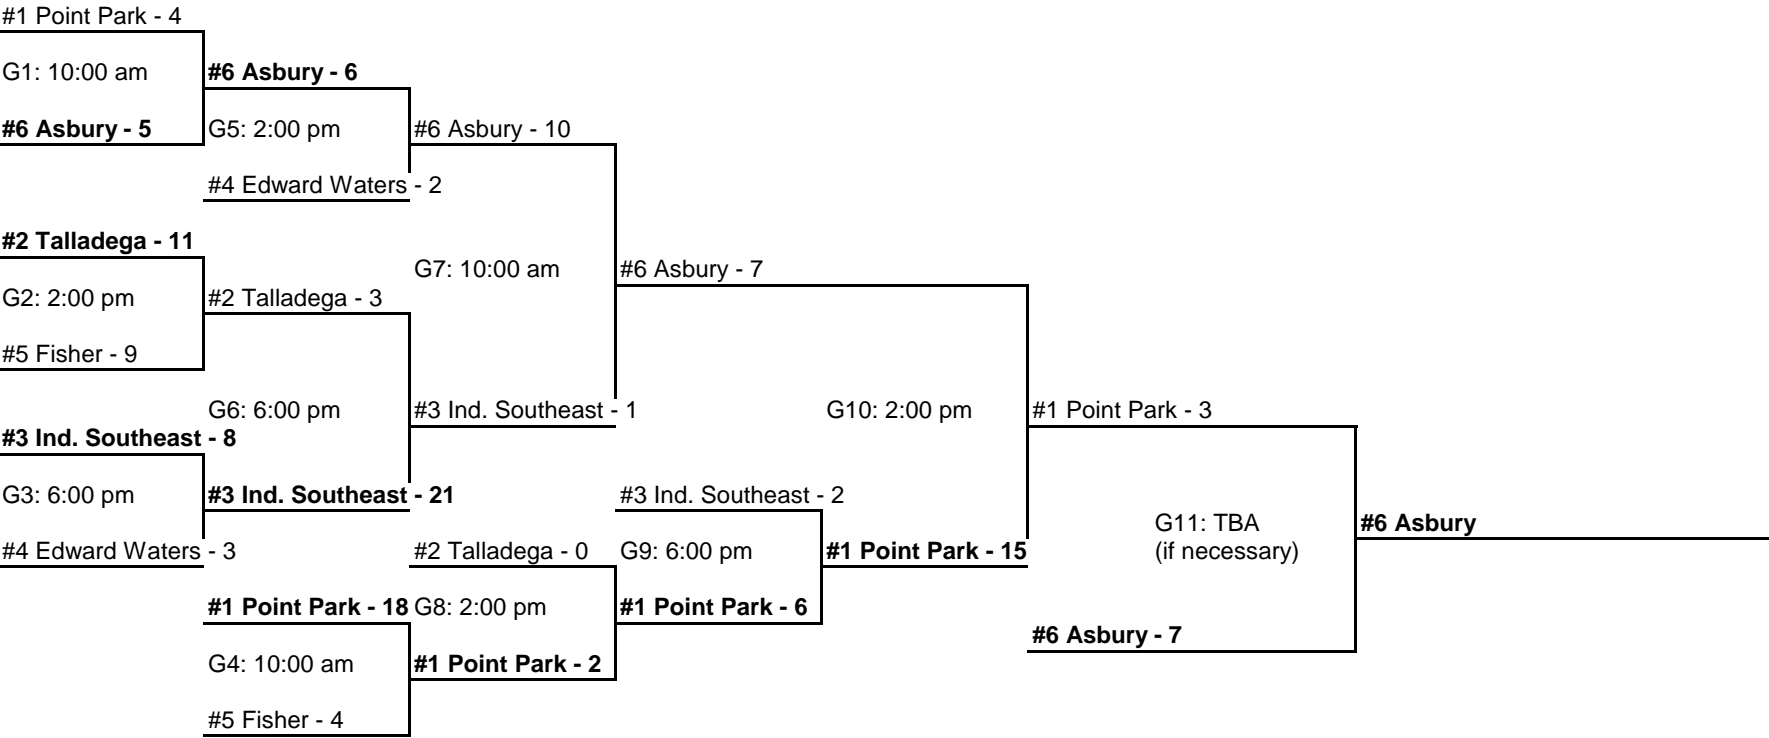 #1 Point Park - 4
G1: 10:00 am
#6 Asbury - 6
#6 Asbury - 5
G5: 2:00 pm
#6 Asbury - 10
#4 Edward Waters - 2
#2 Talladega - 11
G7: 10:00 am
#6 Asbury - 7
G2: 2:00 pm
#2 Talladega - 3
#5 Fisher - 9
G6: 6:00 pm
#3 Ind. Southeast - 1
G10: 2:00 pm
#1 Point Park - 3
#3 Ind. Southeast - 8
G3: 6:00 pm
#3 Ind. Southeast - 21
#3 Ind. Southeast - 2
G11: TBA
(if necessary)
#6 Asbury
#4 Edward Waters - 3
#2 Talladega - 0
G9: 6:00 pm
#1 Point Park - 15
#1 Point Park - 18
G8: 2:00 pm
#1 Point Park - 6
#6 Asbury - 7
G4: 10:00 am
#1 Point Park - 2
#5 Fisher - 4